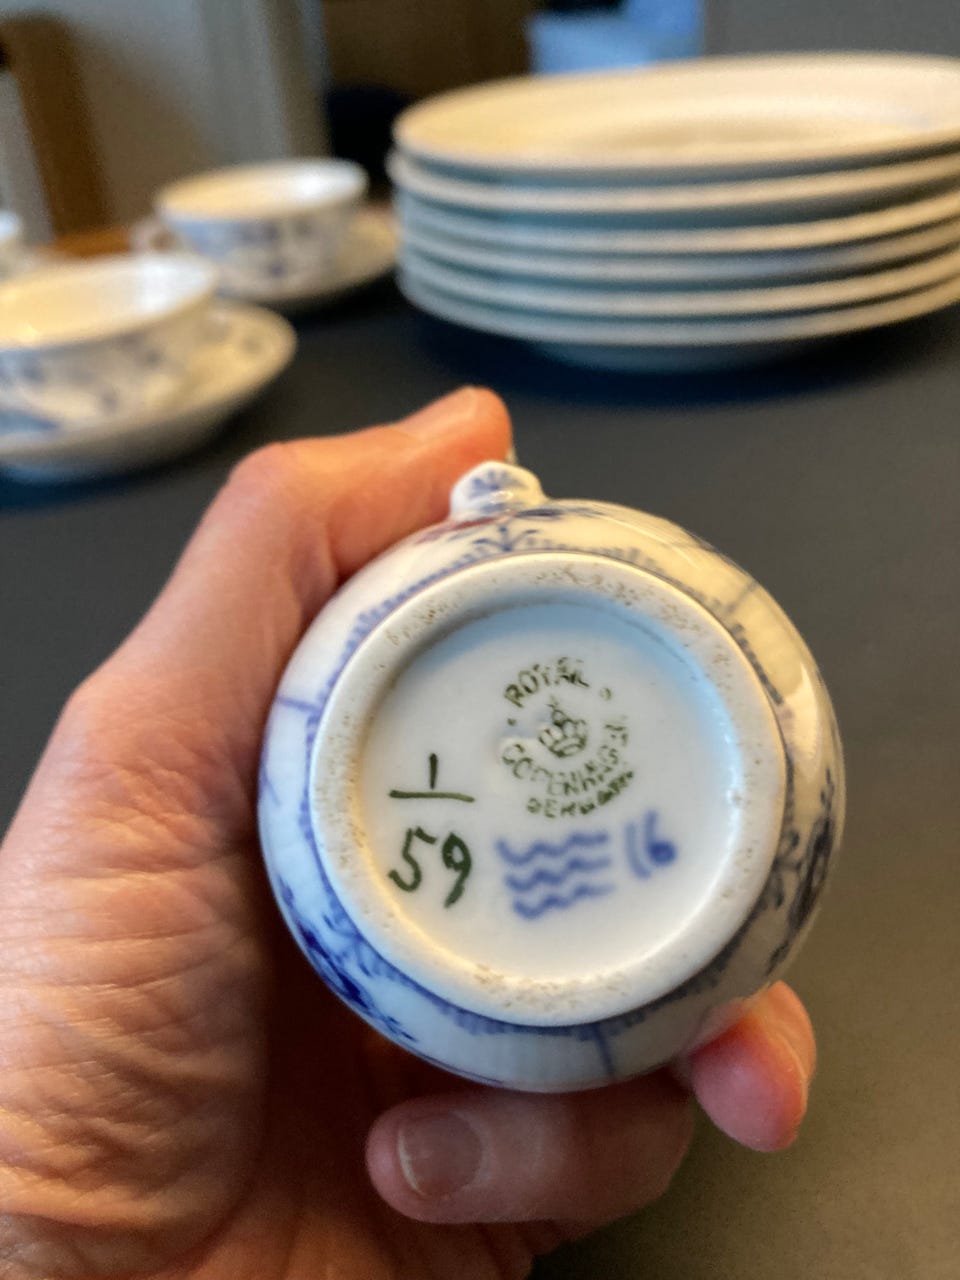 ROYAL
COPENHAGEN
DENMARK
1
59
16